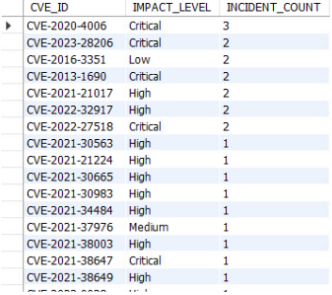 CVE_ID IMPACT_LEVEL INCIDENT_COUNT
CVE-2020-4006 Critical 3
CVE-2023-28206 Critical 2
CVE-2016-3351 Low 2
CVE-2013-1690 Critical 2
CVE-2021-21017 High 2
CVE-2022-32917 High 2
CVE-2022-27518 Critical 2
CVE-2021-30563 High 1
CVE-2021-21224 High 1
CVE-2021-30665 High 1
CVE-2021-30983 High 1
CVE-2021-34484 High 1
CVE-2021-37976 Medium 1
CVE-2021-38003 High 1
CVE-2021-38647 Critical 1
CVE-2021-38649 High 1